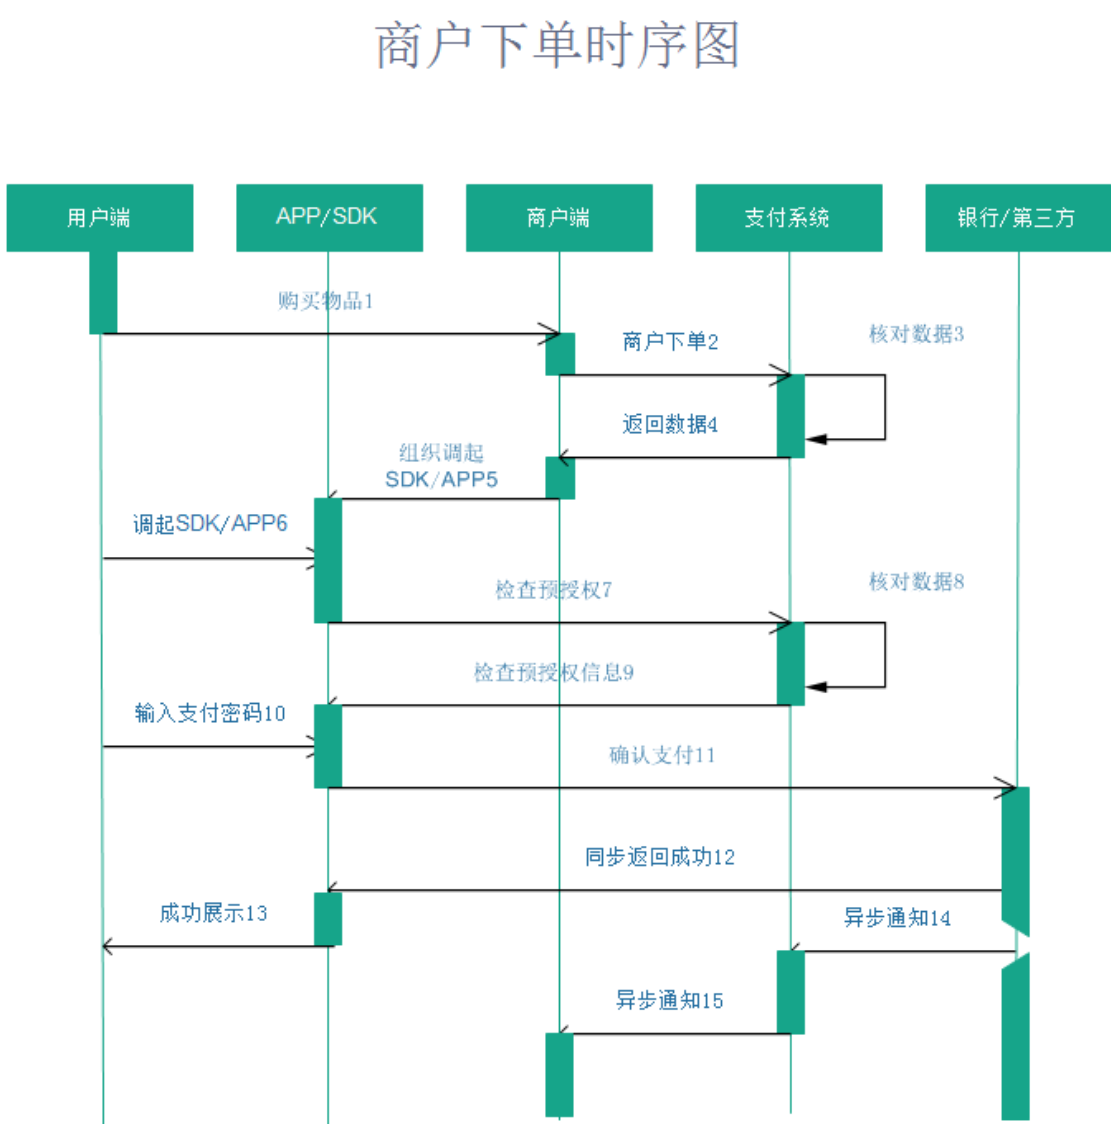 商户下单时序图
用户端
APP/SDK
商户端
支付系统
银行/第三方
购买物品1
商户下单2
核对数据3
返回数据4
组织调起
SDK/APP5
调起SDK/APP6
检查预授权7
核对数据8
检查预授权信息9
输入支付密码10
确认支付11
同步返回成功12
成功展示13
异步通知14
异步通知15